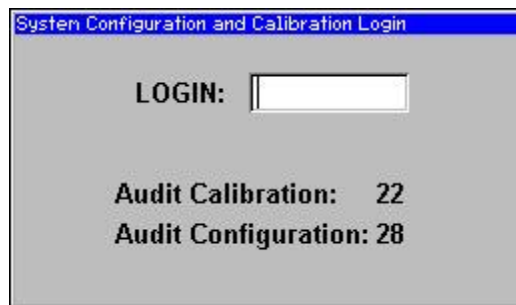 System Configuration and Calibration Login
LOGIN:
Audit Calibration: 22
Audit Configuration: 28